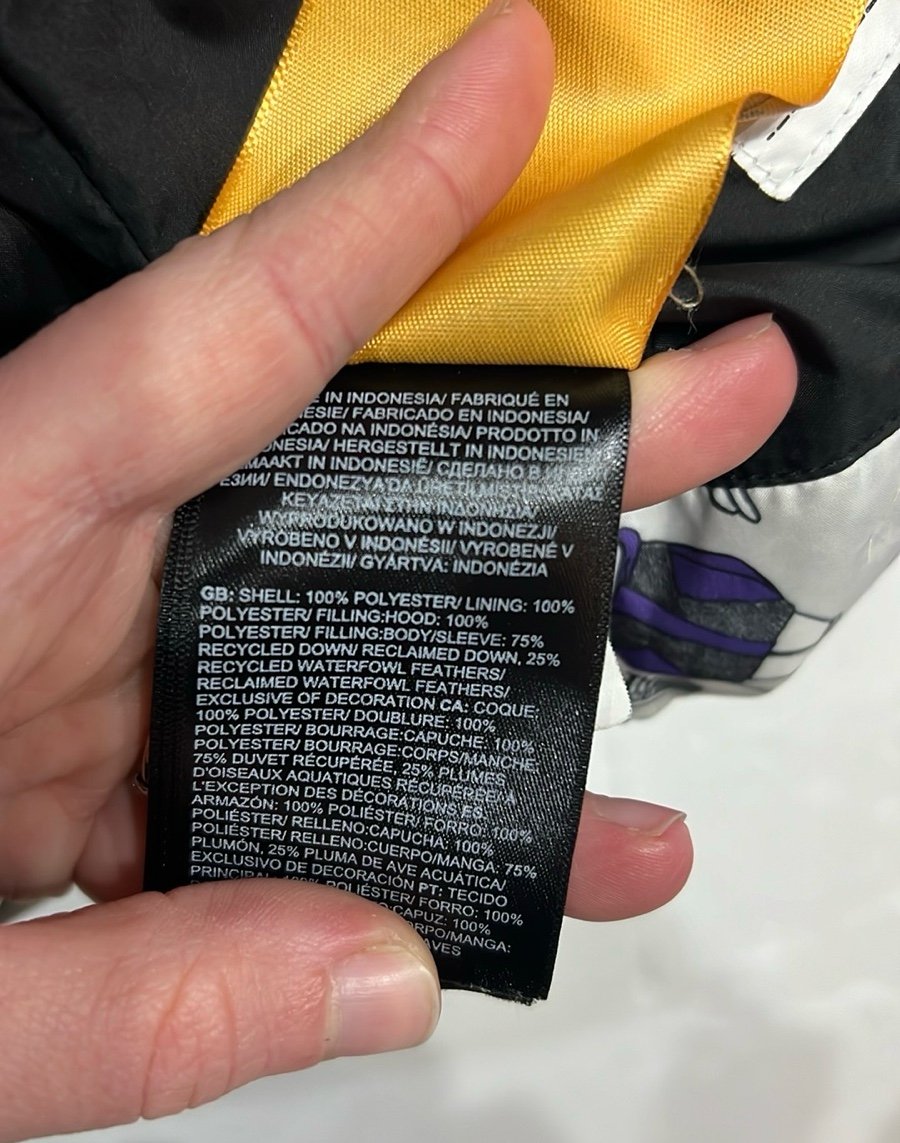 IN INDONESIA/ FABRIQUÉ EN
FABRICADO EN INDONESIA/
NA INDONÉSIA/ PRODOTTO IN
HERGESTELLT IN INDONESIEN
IN INDONESIË/ СДЕЛАНО В
ENDONEZYA'DA
WYPRODUKOWANO W INDONEZJI/
VYROBENO V INDONÉSII/ VYROBENÉ V
INDONÉZII/ GYÁRTVA: INDONÉZIA
GB: SHELL: 100% POLYESTER/ LINING: 100%
POLYESTER/ FILLING:HOOD: 100%
POLYESTER/ FILLING:BODY/SLEEVE: 75%
RECYCLED DOWN/ RECLAIMED DOWN, 25%
RECYCLED WATERFOWL FEATHERS/
RECLAIMED WATERFOWL FEATHERS/
EXCLUSIVE OF DECORATION CA: COQUE:
100% POLYESTER/ DOUBLURE: 100%
POLYESTER/ BOURRAGE:CAPUCHE: 100%
POLYESTER/ BOURRAGE:CORPS/MANCHE:
75% DUVET RÉCUPÉRÉE, 25% PLUMES
D'OISEAUX AQUATIQUES
L'EXCEPTION DES DÉCORATIONS ES:
ARMAZÓN: 100% POLIÉSTER/ FORRO: 100%
POLIÉSTER/ RELLENO:CAPUCHA: 100%
POLIÉSTER/ RELLENO:CUERPO/MANGA: 75%
PLUMÓN, 25% PLUMA DE AVE ACUÁTICA/
EXCLUSIVO DE DECORACIÓN PT: TECIDO
POLIÉSTER/ FORRO: 100%
100%
AVES